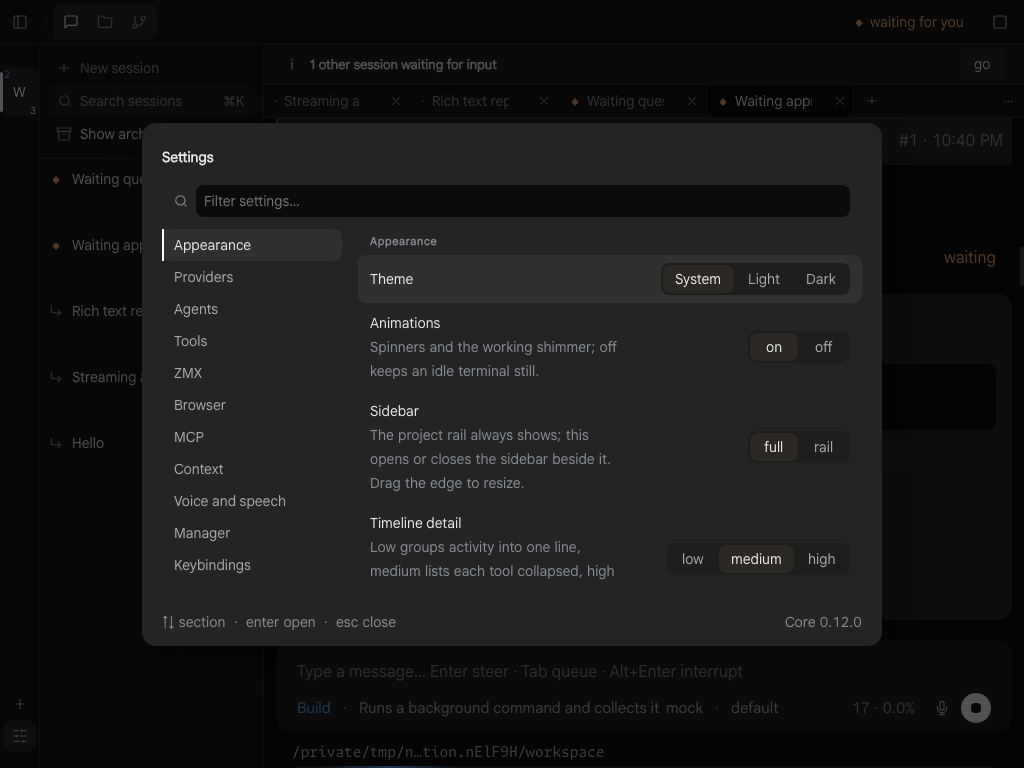 waiting for you
2
W
3
New session
Search sessions ⌘K
Show arch
1 other session waiting for input
go
Streaming a
Rich text rep
Waiting ques
Waiting appr
#1 · 10:40 PM
Waiting que
Waiting app
Rich text re
Streaming a
Hello
waiting
Settings
Filter settings...
Appearance
Providers
Agents
Tools
ZMX
Browser
MCP
Context
Voice and speech
Manager
Keybindings
Appearance
Theme
System Light Dark
Animations
Spinners and the working shimmer; off
keeps an idle terminal still.
on off
Sidebar
The project rail always shows; this
opens or closes the sidebar beside it.
Drag the edge to resize.
full rail
Timeline detail
Low groups activity into one line,
medium lists each tool collapsed, high
low medium high
↑↓ section · enter open · esc close
Core 0.12.0
Type a message... Enter steer · Tab queue · Alt+Enter interrupt
Build · Runs a background command and collects it mock · default
17 · 0.0%
/private/tmp/n…tion.nElF9H/workspace